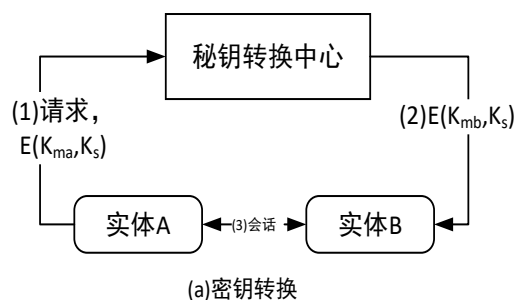 秘钥转换中心
(1)请求，
E(Kma,Ks)
(2)E(Kmb,Ks)
实体A
(3)会话
实体B
(a)密钥转换